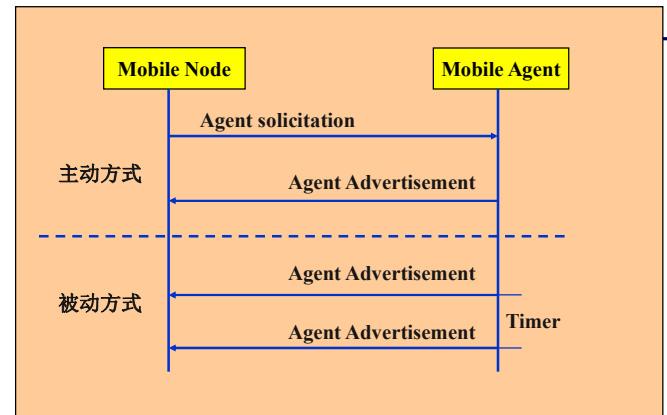 Mobile Node
Mobile Agent
Agent solicitation
主动方式
Agent Advertisement
Agent Advertisement
被动方式
Timer
Agent Advertisement